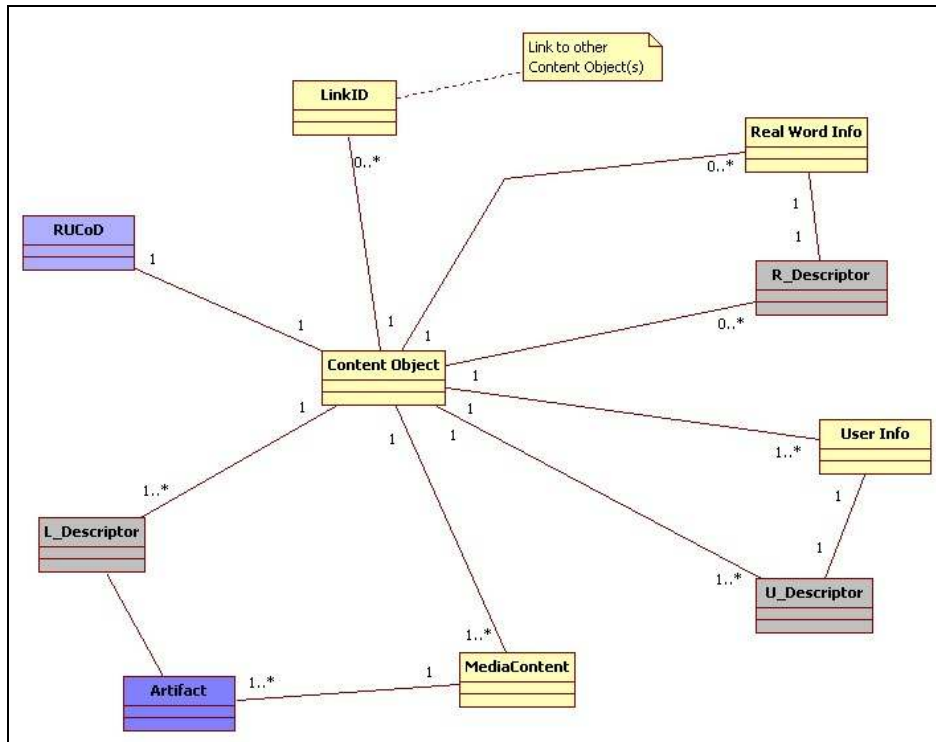 Link to other
Content Object(s)
LinkID
0..*
Real Word Info
0..*
1
1
RUCoD
1
R_Descriptor
0..*
1
1
1
Content Object
1
1
1
1
1
User Info
1..*
1
1..*
L_Descriptor
1
1..*
U_Descriptor
1..*
MediaContent
1
1..*
Artifact